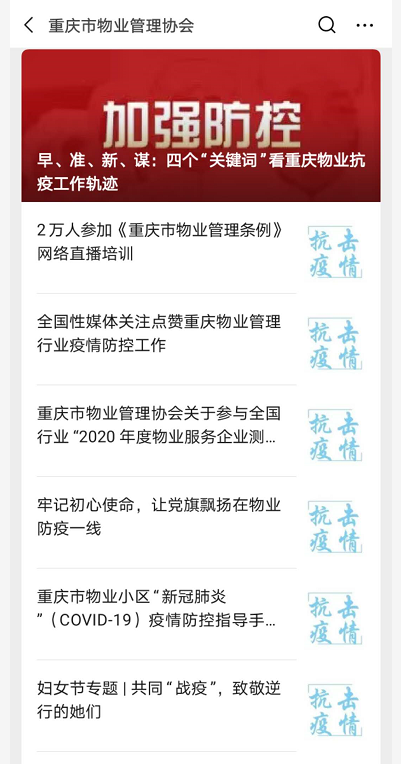 重庆市物业管理协会
加强防控
早、准、新、谋：四个“关键词”看重庆物业抗
疫工作轨迹
2万人参加《重庆市物业管理条例》
网络直播培训
抗击
疫情
全国性媒体关注点赞重庆物业管理
行业疫情防控工作
抗击
疫情
重庆市物业管理协会关于参与全国
行业“2020 年度物业服务企业测...
抗击
疫情
牢记初心使命，让党旗飘扬在物业
防疫一线
抗击
疫情
重庆市物业小区“新冠肺炎
”（COVID-19）疫情防控指导手...
抗击
疫情
妇女节专题 | 共同“战疫”，致敬逆
行的她们
抗击
疫情